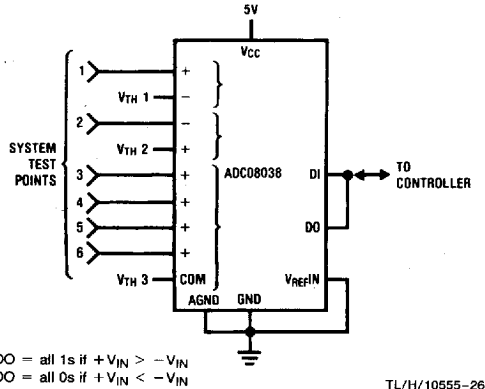 5V
VCC
1
+
VTH 1
−
2
−
VTH 2
+
SYSTEM
TEST
POINTS
3
+
4
+
5
+
6
+
VTH 3
COM
ADC08038
DI
DO
TO
CONTROLLER
VREFIN
AGND
GND
DO = all 1s if +VIN > −VIN
DO = all 0s if +VIN < −VIN
TL/H/10555-26